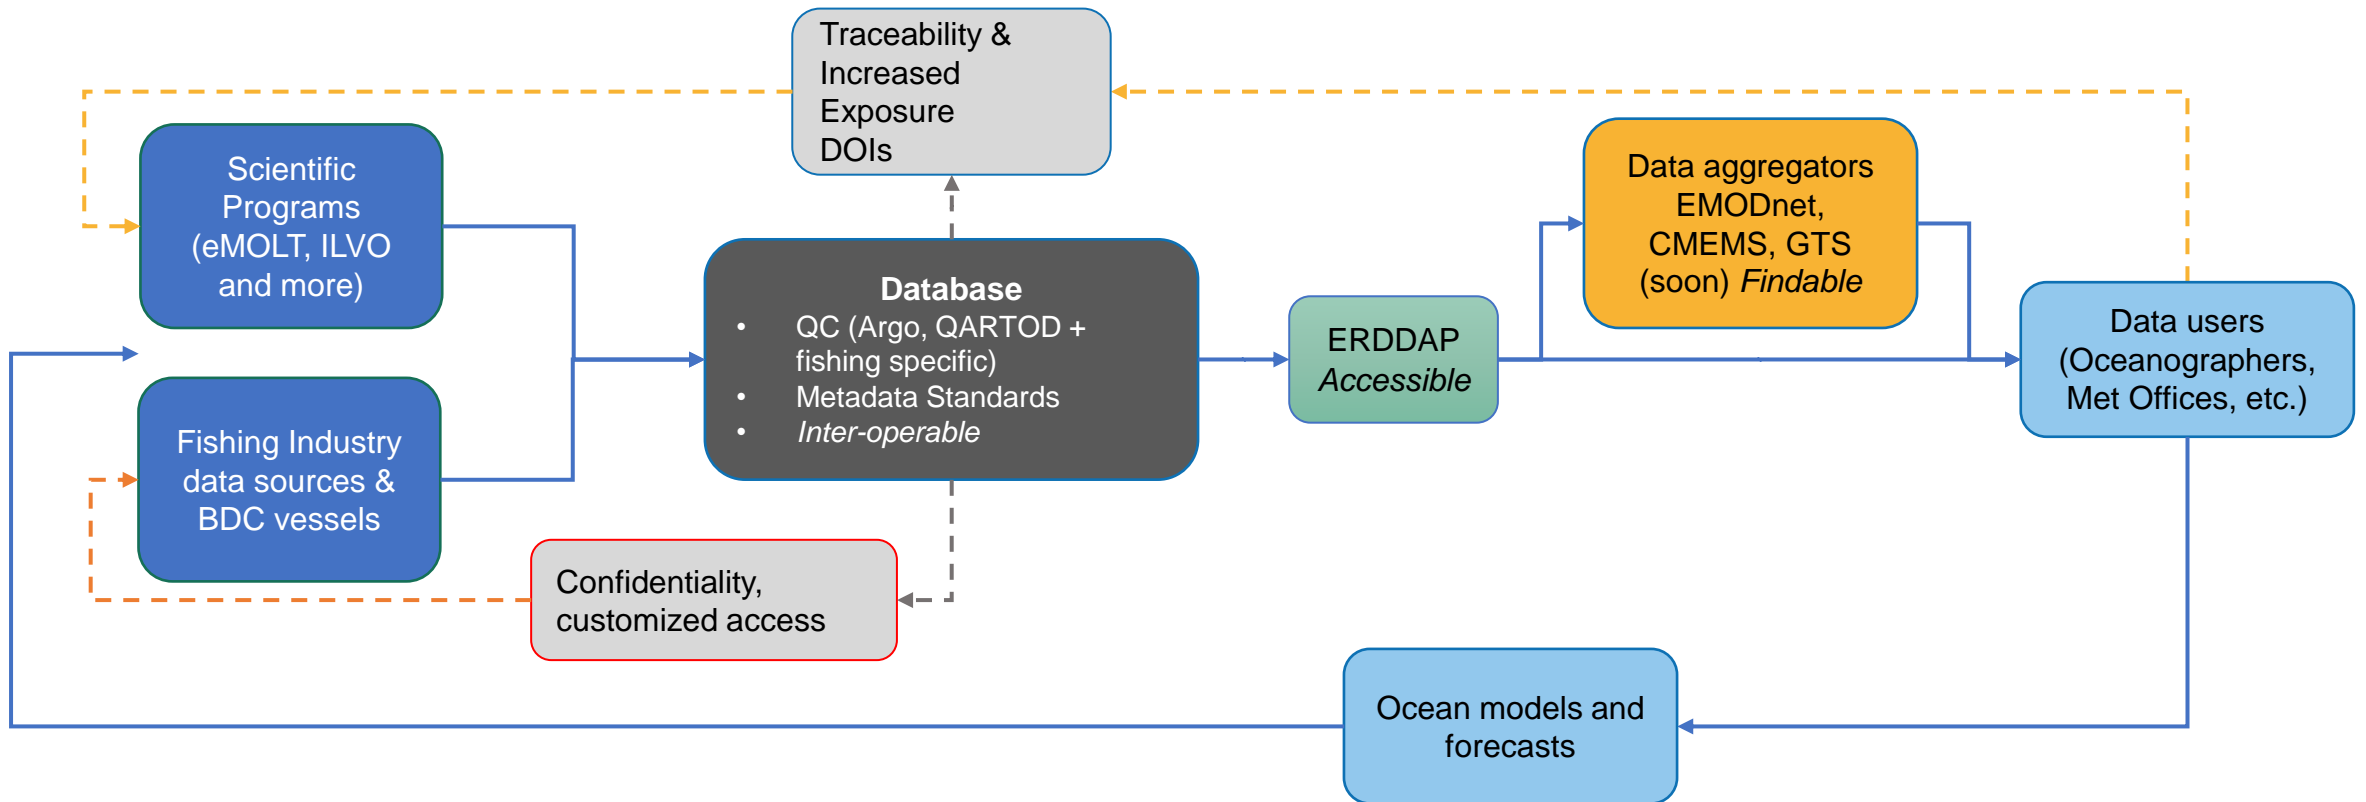 Traceability &
Increased
Exposure
DOIs
Scientific
Programs
(eMOLT, ILVO
and more)
Fishing Industry
data sources &
BDC vessels
Database
• QC (Argo, QARTOD +
fishing specific)
• Metadata Standards
• Inter-operable
Confidentiality,
customized access
ERDDAP
Accessible
Data aggregators
EMODnet,
CMEMS, GTS
(soon) Findable
Data users
(Oceanographers,
Met Offices, etc.)
Ocean models and
forecasts